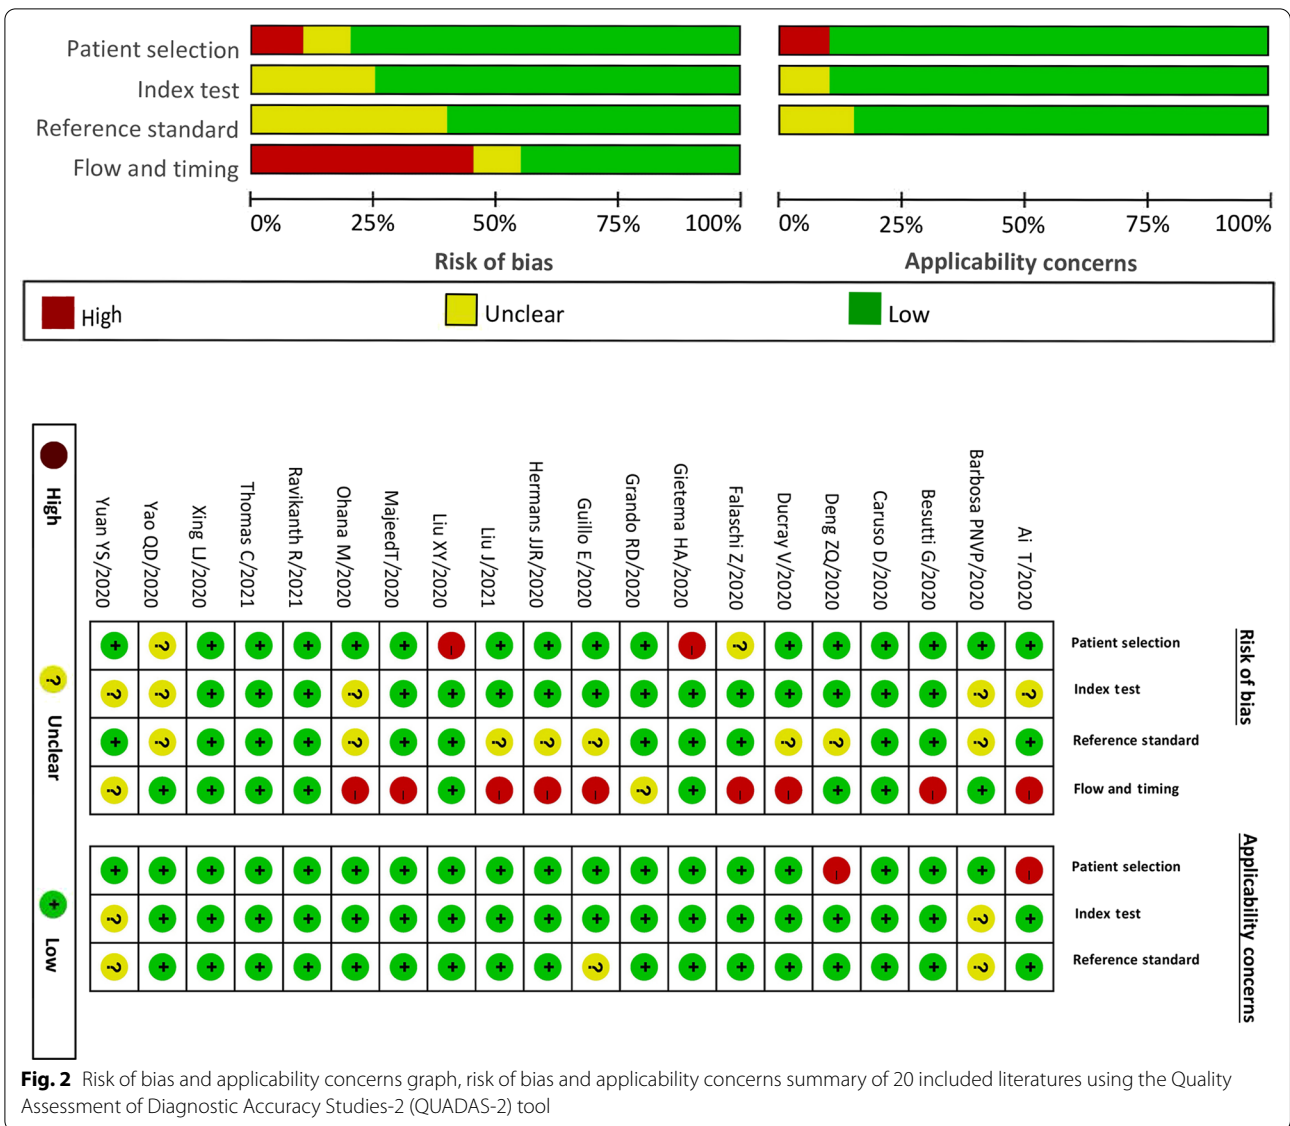 Patient selection
Index test
Reference standard
Flow and timing
0% 25% 50% 75% 100%
0% 25% 50% 75% 100%
Risk of bias
Applicability concerns
High
Unclear
Low
High
? Unclear
+ Low
Yuan YS/2020
Yao QD/2020
Xing LJ/2020
Thomas C/2021
Ravikanth R/2021
Ohana M/2020
MajeedT/2020
Liu XY/2020
Liu J/2021
Hermans JJR/2020
Guillo E/2020
Grando RD/2020
Gietema HA/2020
Falaschi Z/2020
Ducray V/2020
Deng ZQ/2020
Caruso D/2020
Besutti G/2020
Barbosa PNVP/2020
Ai T/2020
Risk of bias
+ ? + + + + + - + + + + - ? + + + + + + Patient selection
? ? + + + ? + + + + + + + + + + + + ? ? Index test
+ ? + + + ? + + ? ? ? + + + ? ? + + ? + Reference standard
? + + + + - - + - - - ? + - - + + - + - Flow and timing
Applicability concerns
+ + + + + + + + + + + + + + + - + + + - Patient selection
? + + + + + + + + + + + + + + + + + ? + Index test
? + + + + + + + + + ? + + + + + + + ? + Reference standard
Fig. 2 Risk of bias and applicability concerns graph, risk of bias and applicability concerns summary of 20 included literatures using the Quality
Assessment of Diagnostic Accuracy Studies-2 (QUADAS-2) tool